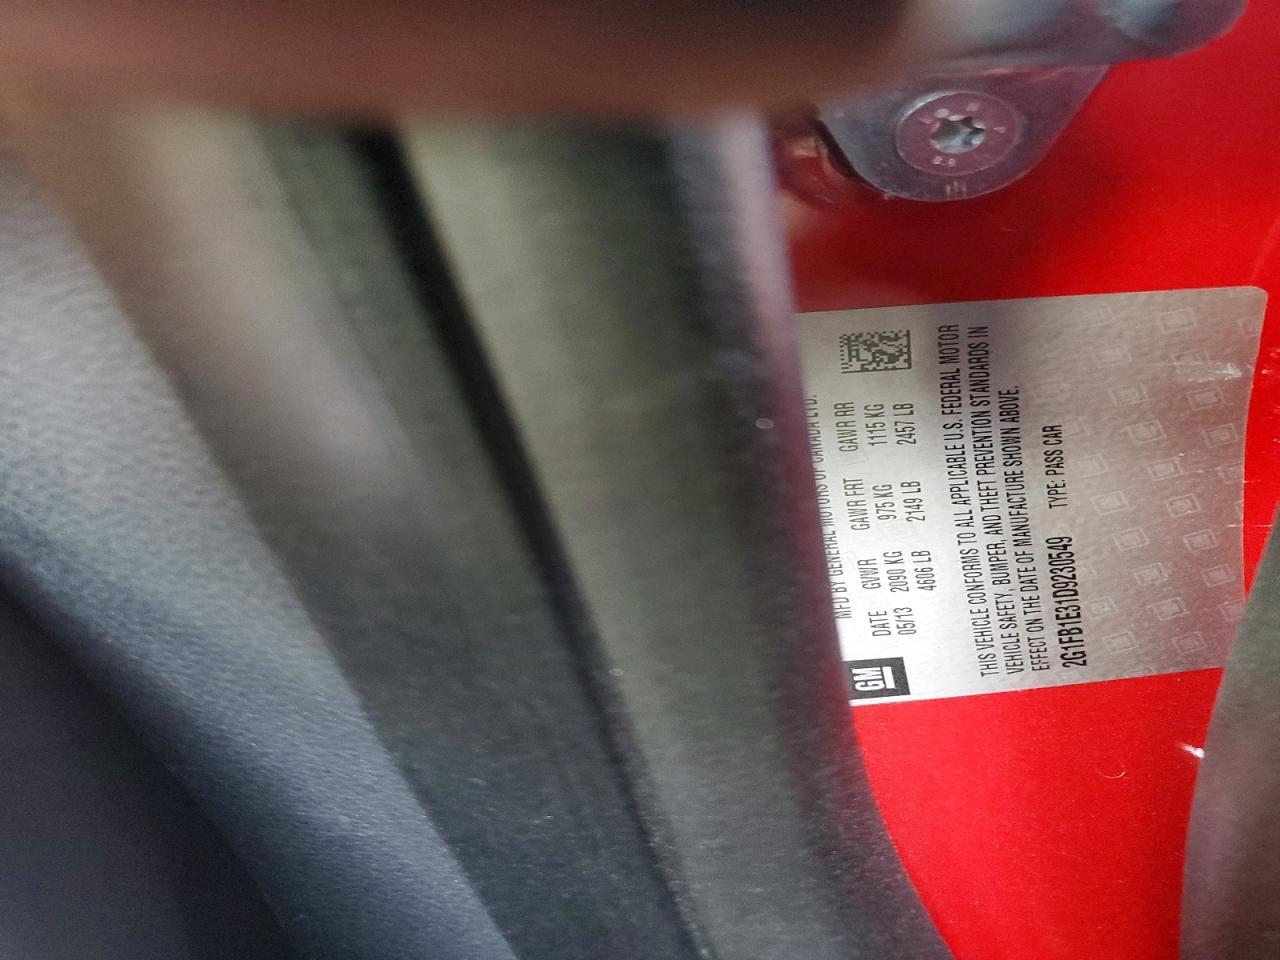 MFD BY GENERAL MOTORS OF CANADA LTD.
GM
DATE GVWR GAWR FRT GAWR RR
05/13 2090 KG 975 KG 1115 KG
4606 LB 2149 LB 2457 LB
THIS VEHICLE CONFORMS TO ALL APPLICABLE U.S. FEDERAL MOTOR
VEHICLE SAFETY, BUMPER, AND THEFT PREVENTION STANDARDS IN
EFFECT ON THE DATE OF MANUFACTURE SHOWN ABOVE.
2G1FB1E31D9230549 TYPE: PASS CAR
8.8